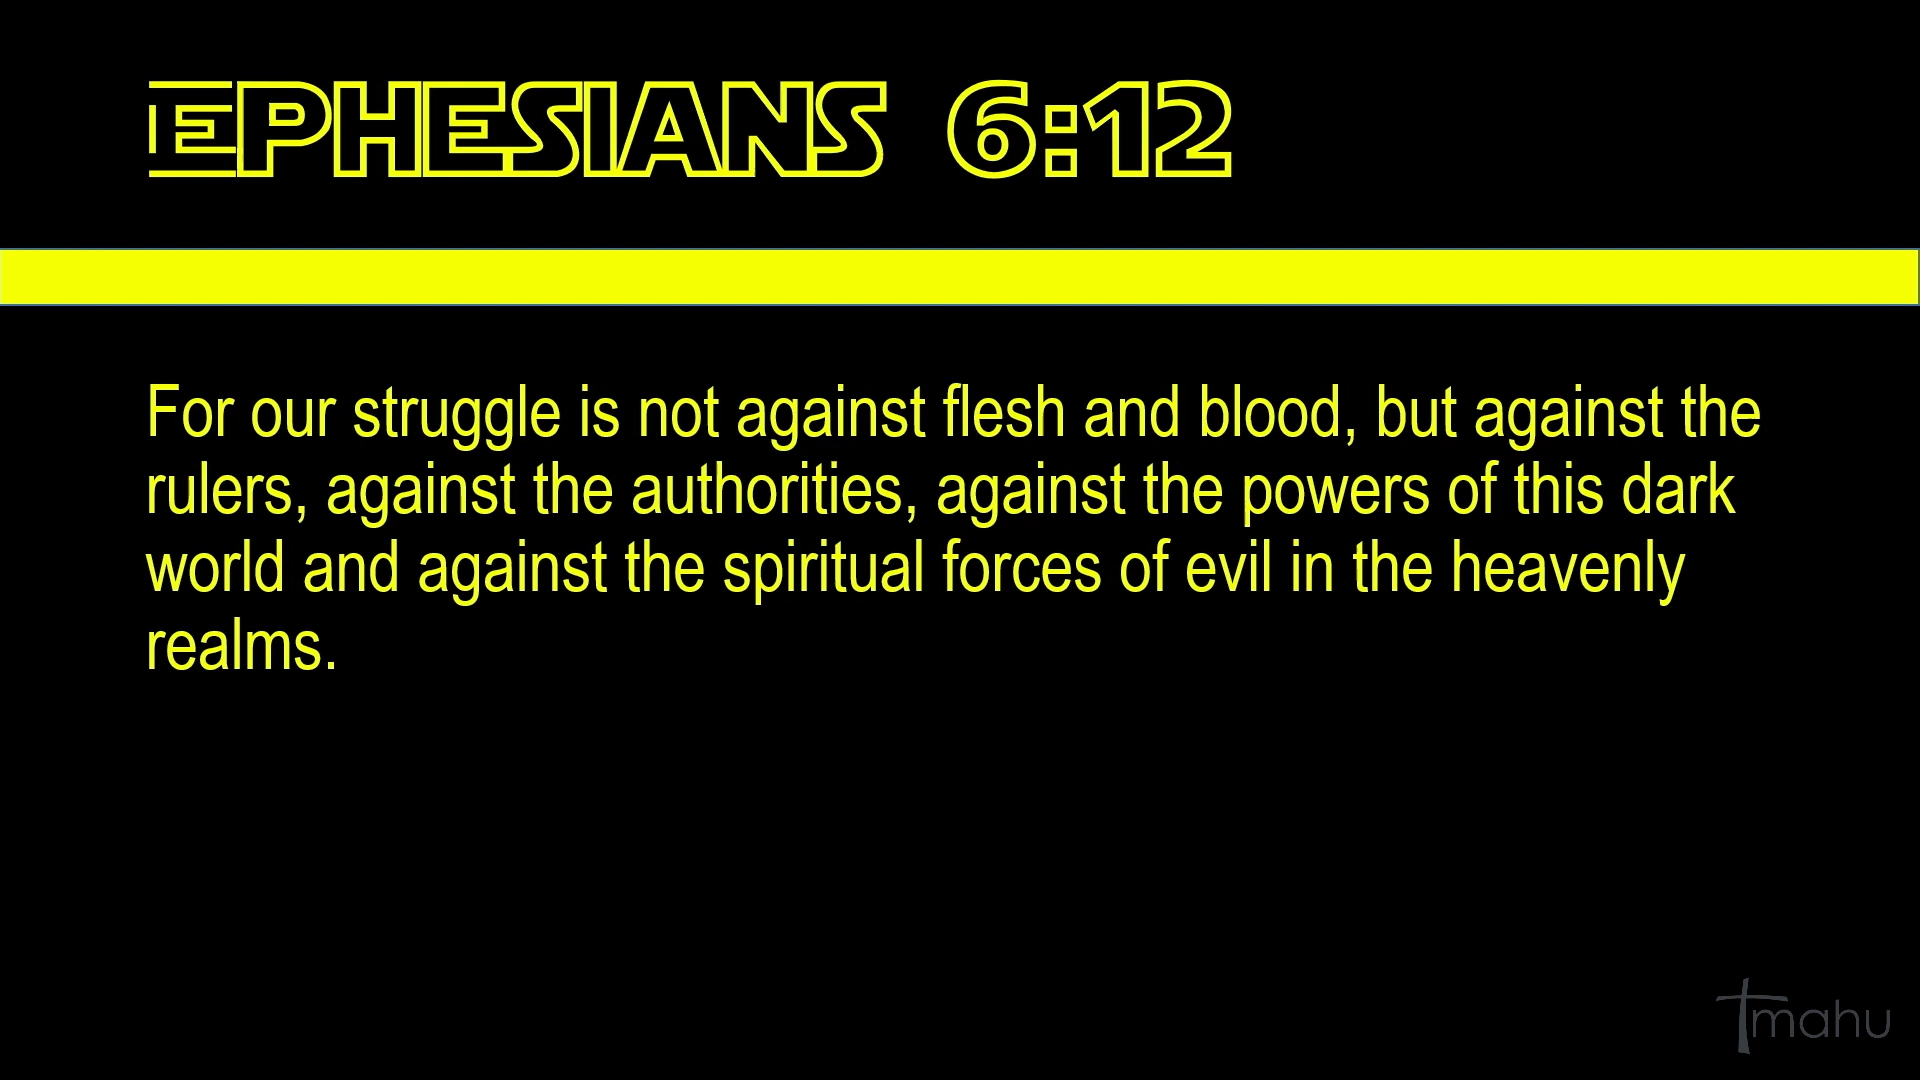 EPHESIANS 6:12
For our struggle is not against flesh and blood, but against the
rulers, against the authorities, against the powers of this dark
world and against the spiritual forces of evil in the heavenly
realms.
mahu